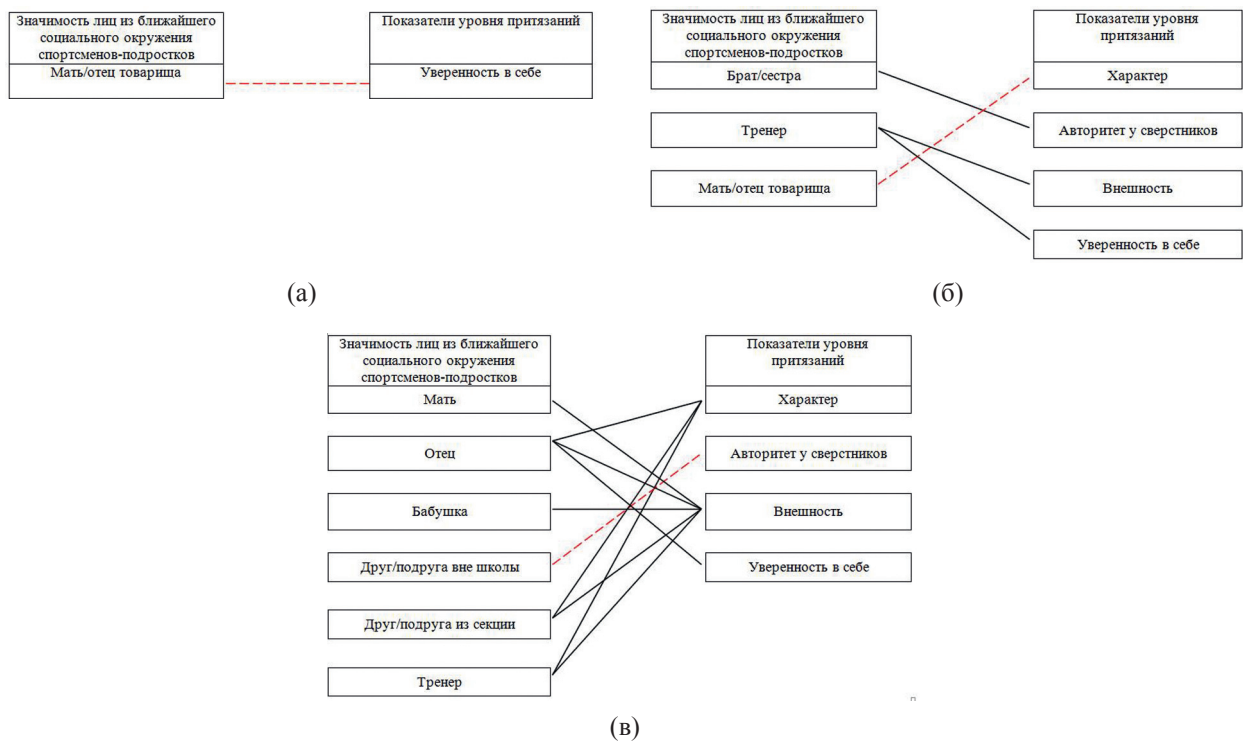 Значимость лиц из ближайшего
социального окружения
спортсменов-подростков
Мать/отец товарища
Показатели уровня притязаний
Уверенность в себе
(а)
Значимость лиц из ближайшего
социального окружения
спортсменов-подростков
Брат/сестра
Тренер
Мать/отец товарища
Показатели уровня
притязаний
Характер
Авторитет у сверстников
Внешность
Уверенность в себе
(б)
Значимость лиц из ближайшего
социального окружения
спортсменов-подростков
Мать
Отец
Бабушка
Друг/подруга вне школы
Друг/подруга из секции
Тренер
Показатели уровня
притязаний
Характер
Авторитет у сверстников
Внешность
Уверенность в себе
(в)